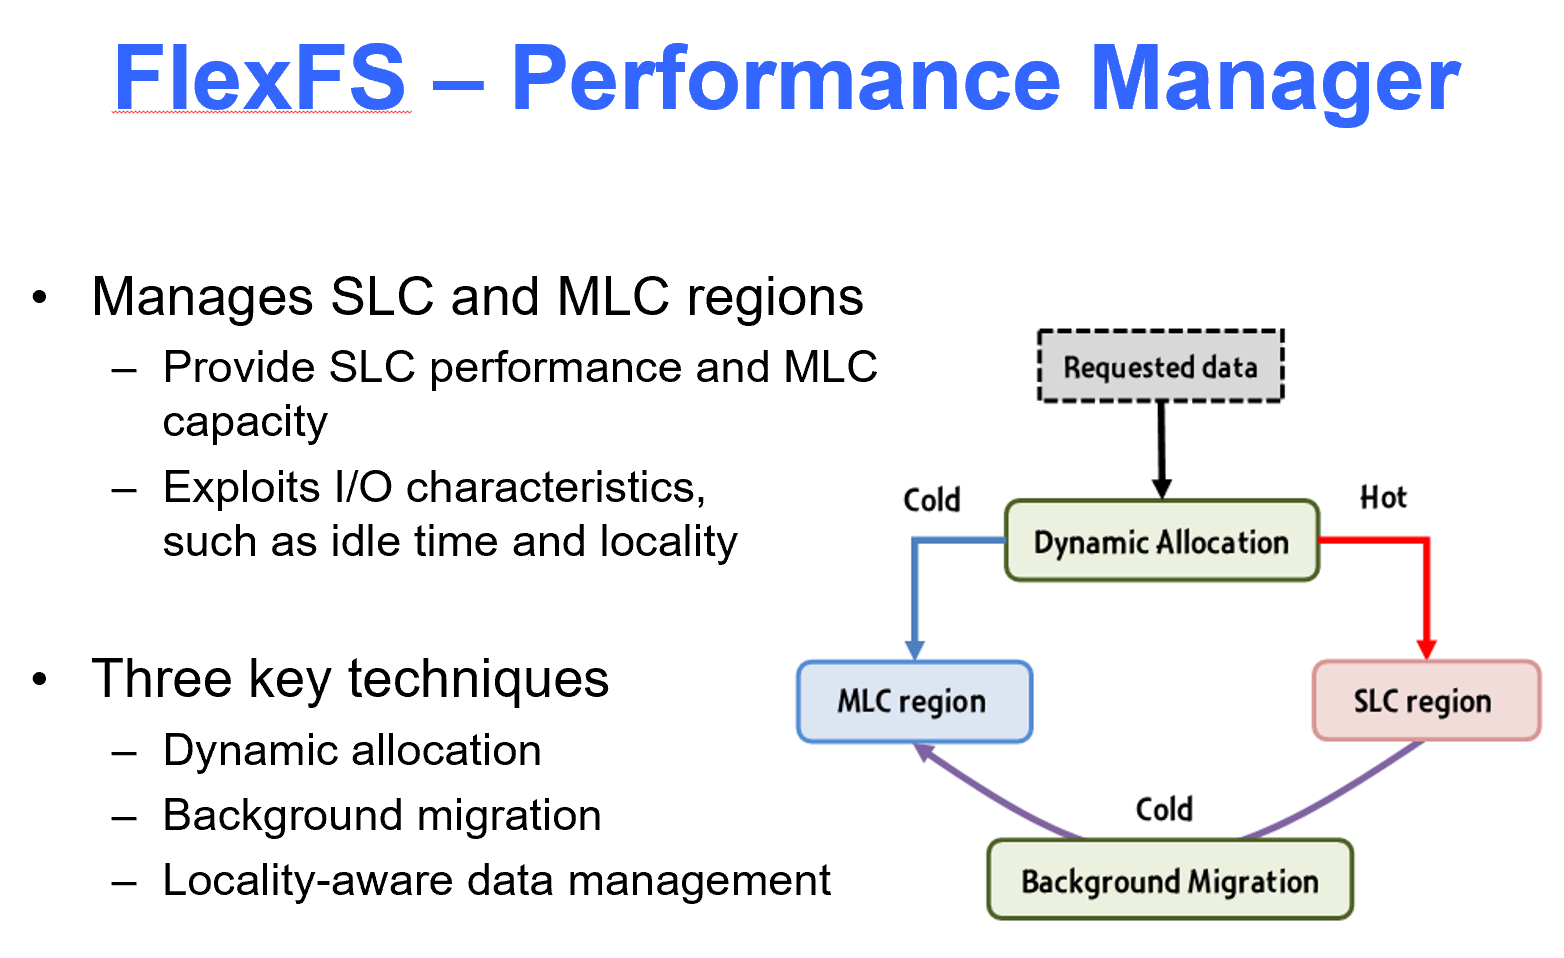 FlexFS – Performance Manager
• Manages SLC and MLC regions
– Provide SLC performance and MLC
capacity
– Exploits I/O characteristics,
such as idle time and locality
• Three key techniques
– Dynamic allocation
– Background migration
– Locality-aware data management
Requested data
Cold
Hot
Dynamic Allocation
MLC region
SLC region
Cold
Background Migration